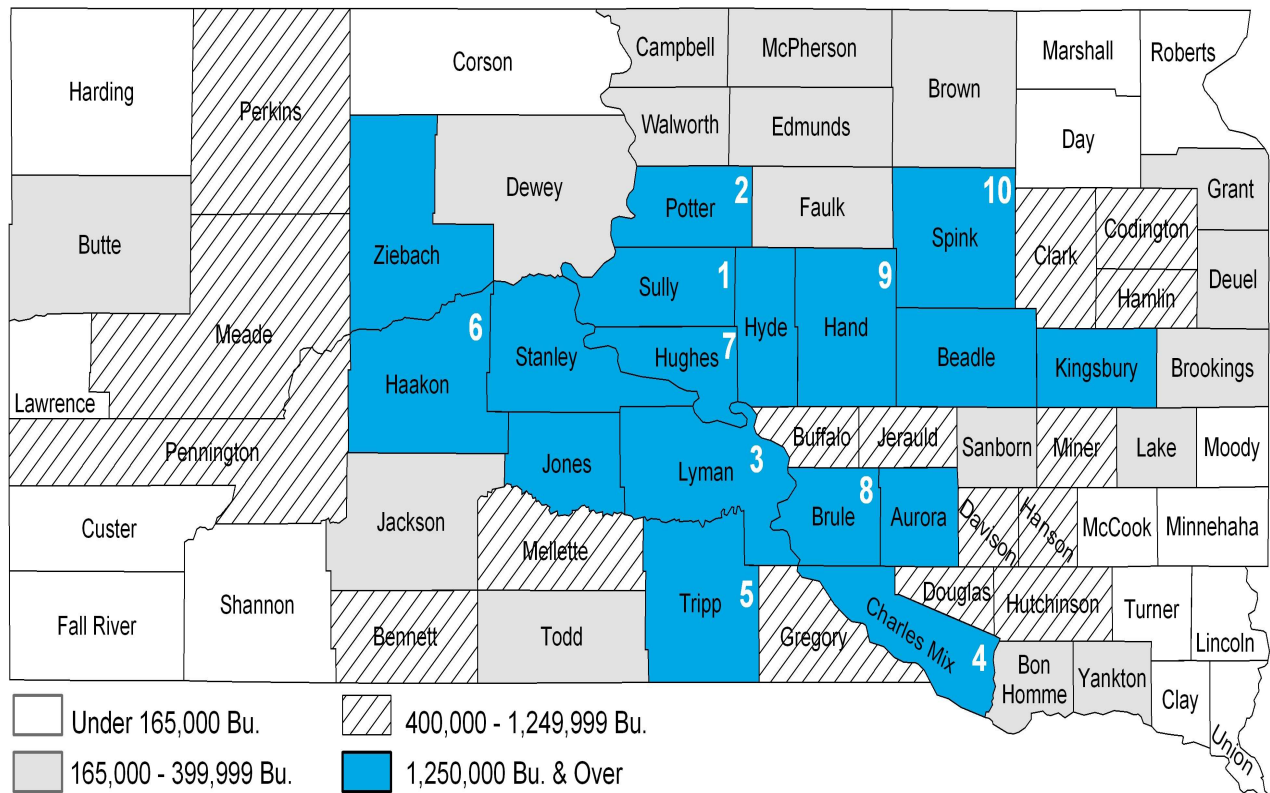 Harding
Perkins
Corson
Campbell
McPherson
Brown
Marshall
Roberts
Walworth
Edmunds
Day
Butte
Ziebach
Dewey
Potter
2
Faulk
Spink
10
Grant
Codington
Clark
Deuel
Hamlin
Meade
Sully
1
Hyde
Hand
9
Haakon
6
Stanley
Hughes
7
Beadle
Kingsbury
Brookings
Lawrence
Pennington
Jones
Lyman
3
Buffalo
Jerauld
Sanborn
Miner
Lake
Moody
Custer
Jackson
Mellette
Brule
8
Aurora
Davison
Hanson
McCook
Minnehaha
Fall River
Shannon
Bennett
Todd
Tripp
5
Gregory
Charles Mix
4
Douglas
Hutchinson
Turner
Lincoln
Bon
Homme
Yankton
Clay
Union
Under 165,000 Bu.
400,000 - 1,249,999 Bu.
165,000 - 399,999 Bu.
1,250,000 Bu. & Over